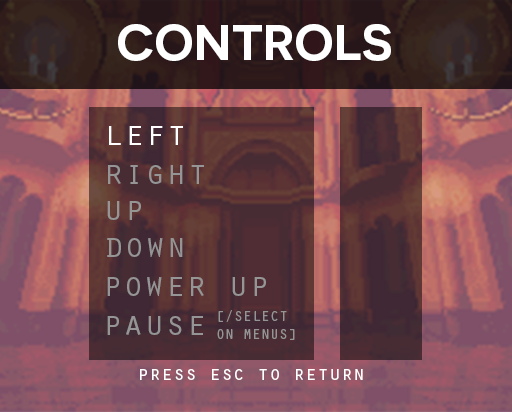 CONTROLS
LEFT
RIGHT
UP
DOWN
POWER UP
PAUSE [/SELECT
ON MENUS]
PRESS ESC TO RETURN